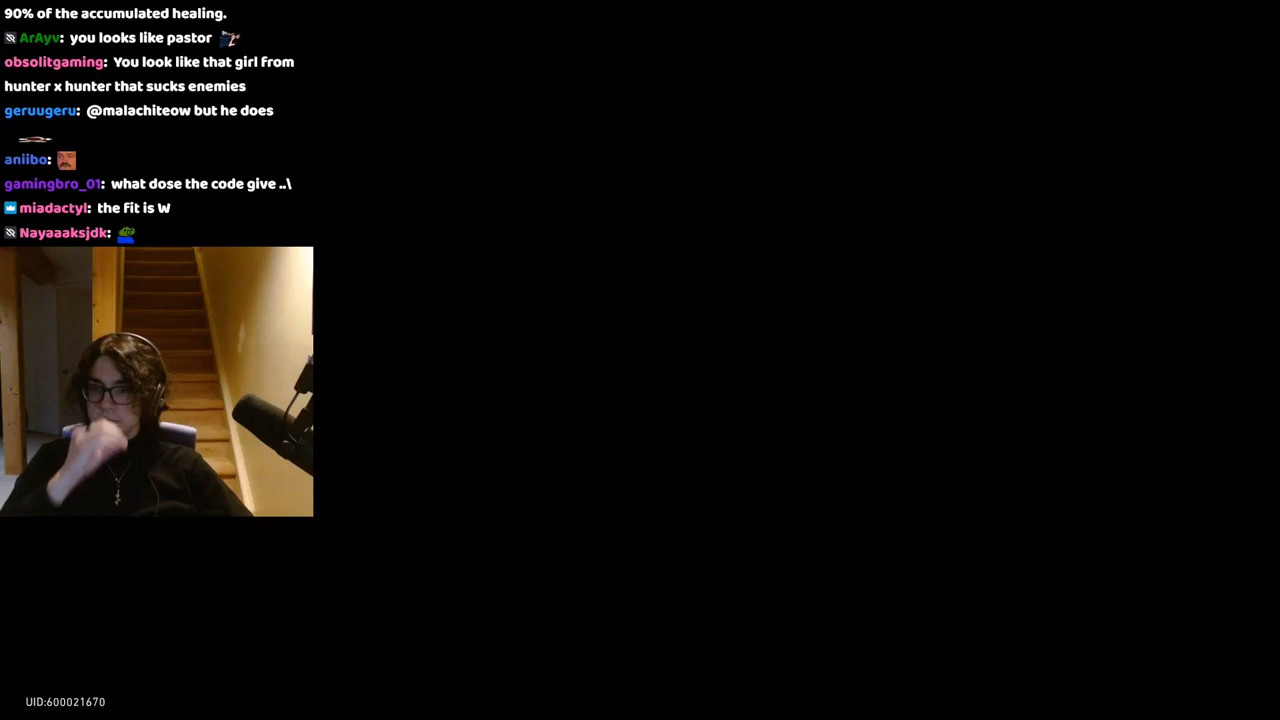 90% of the accumulated healing.
ArAyv: you looks like pastor
obsolitgaming: You look like that girl from
hunter x hunter that sucks enemies
geruugeru: @malachiteow but he does
aniibo:
gamingbro_01: what dose the code give ..\
miadactyl: the fit is W
Nayaaaksjdk:
UID:600021670